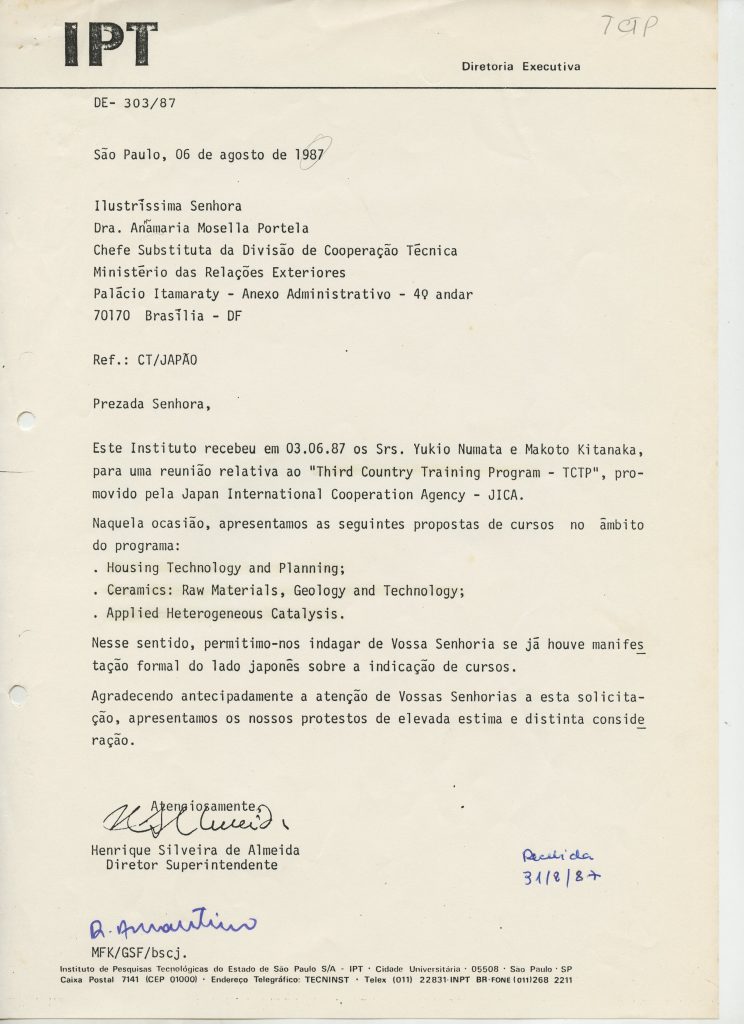 TCTP
IPT
Diretoria Executiva
DE- 303/87
São Paulo, 06 de agosto de 1987
Ilustríssima Senhora
Dra. Anamaria Mosella Portela
Chefe Substituta da Divisão de Cooperação Técnica
Ministério das Relações Exteriores
Palácio Itamaraty - Anexo Administrativo - 4º andar
70170 Brasília - DF
Ref.: CT/JAPÃO
Prezada Senhora,
Este Instituto recebeu em 03.06.87 os Srs. Yukio Numata e Makoto Kitanaka,
para uma reunião relativa ao "Third Country Training Program - TCTP", pro-
movido pela Japan International Cooperation Agency - JICA.
Naquela ocasião, apresentamos as seguintes propostas de cursos no âmbito
do programa:
. Housing Technology and Planning;
. Ceramics: Raw Materials, Geology and Technology;
. Applied Heterogeneous Catalysis.
Nesse sentido, permitimo-nos indagar de Vossa Senhoria se já houve manifes
tação formal do lado japonês sobre a indicação de cursos.
Agradecendo antecipadamente a atenção de Vossas Senhorias a esta solicita-
ção, apresentamos os nossos protestos de elevada estima e distinta conside
ração.
Atenciosamente,
Henrique Silveira de Almeida
Diretor Superintendente
Recebida
31/8/87
R. Amantino
MFK/GSF/bscj.
Instituto de Pesquisas Tecnológicas do Estado de São Paulo S/A - IPT · Cidade Universitária · 05508 · Sao Paulo · SP
Caixa Postal 7141 (CEP 01000) · Endereço Telegráfico: TECNINST · Telex (011) 22831-INPT BR-FONE (011)268 2211